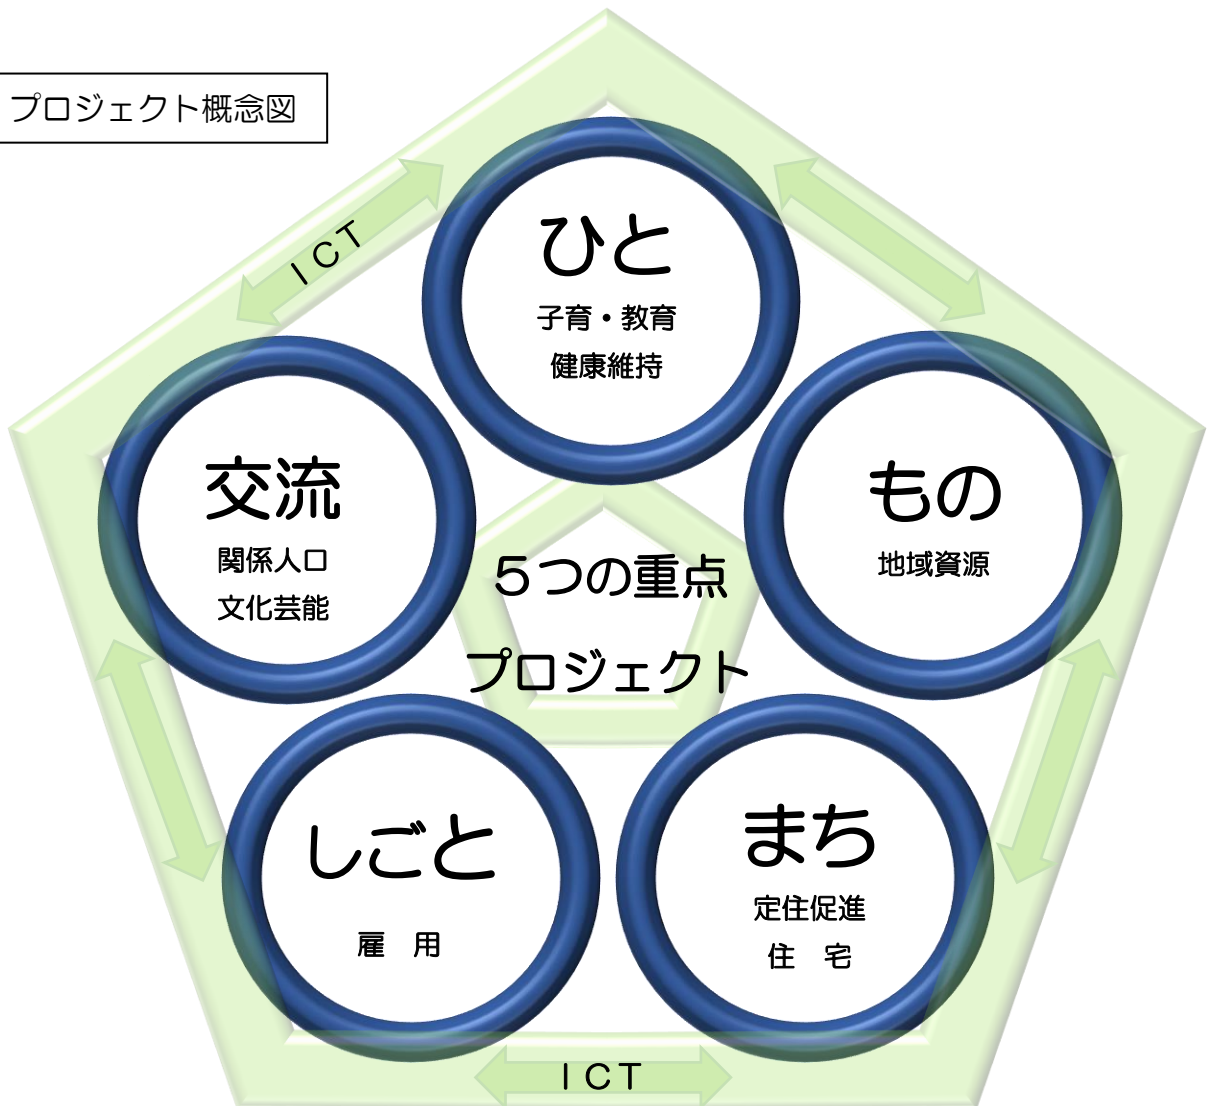 プロジェクト概念図
ICT
ひと
子育・教育
健康維持
交流
関係人口
文化芸能
もの
地域資源
５つの重点
プロジェクト
しごと
雇　用
まち
定住促進
住　宅
ICT